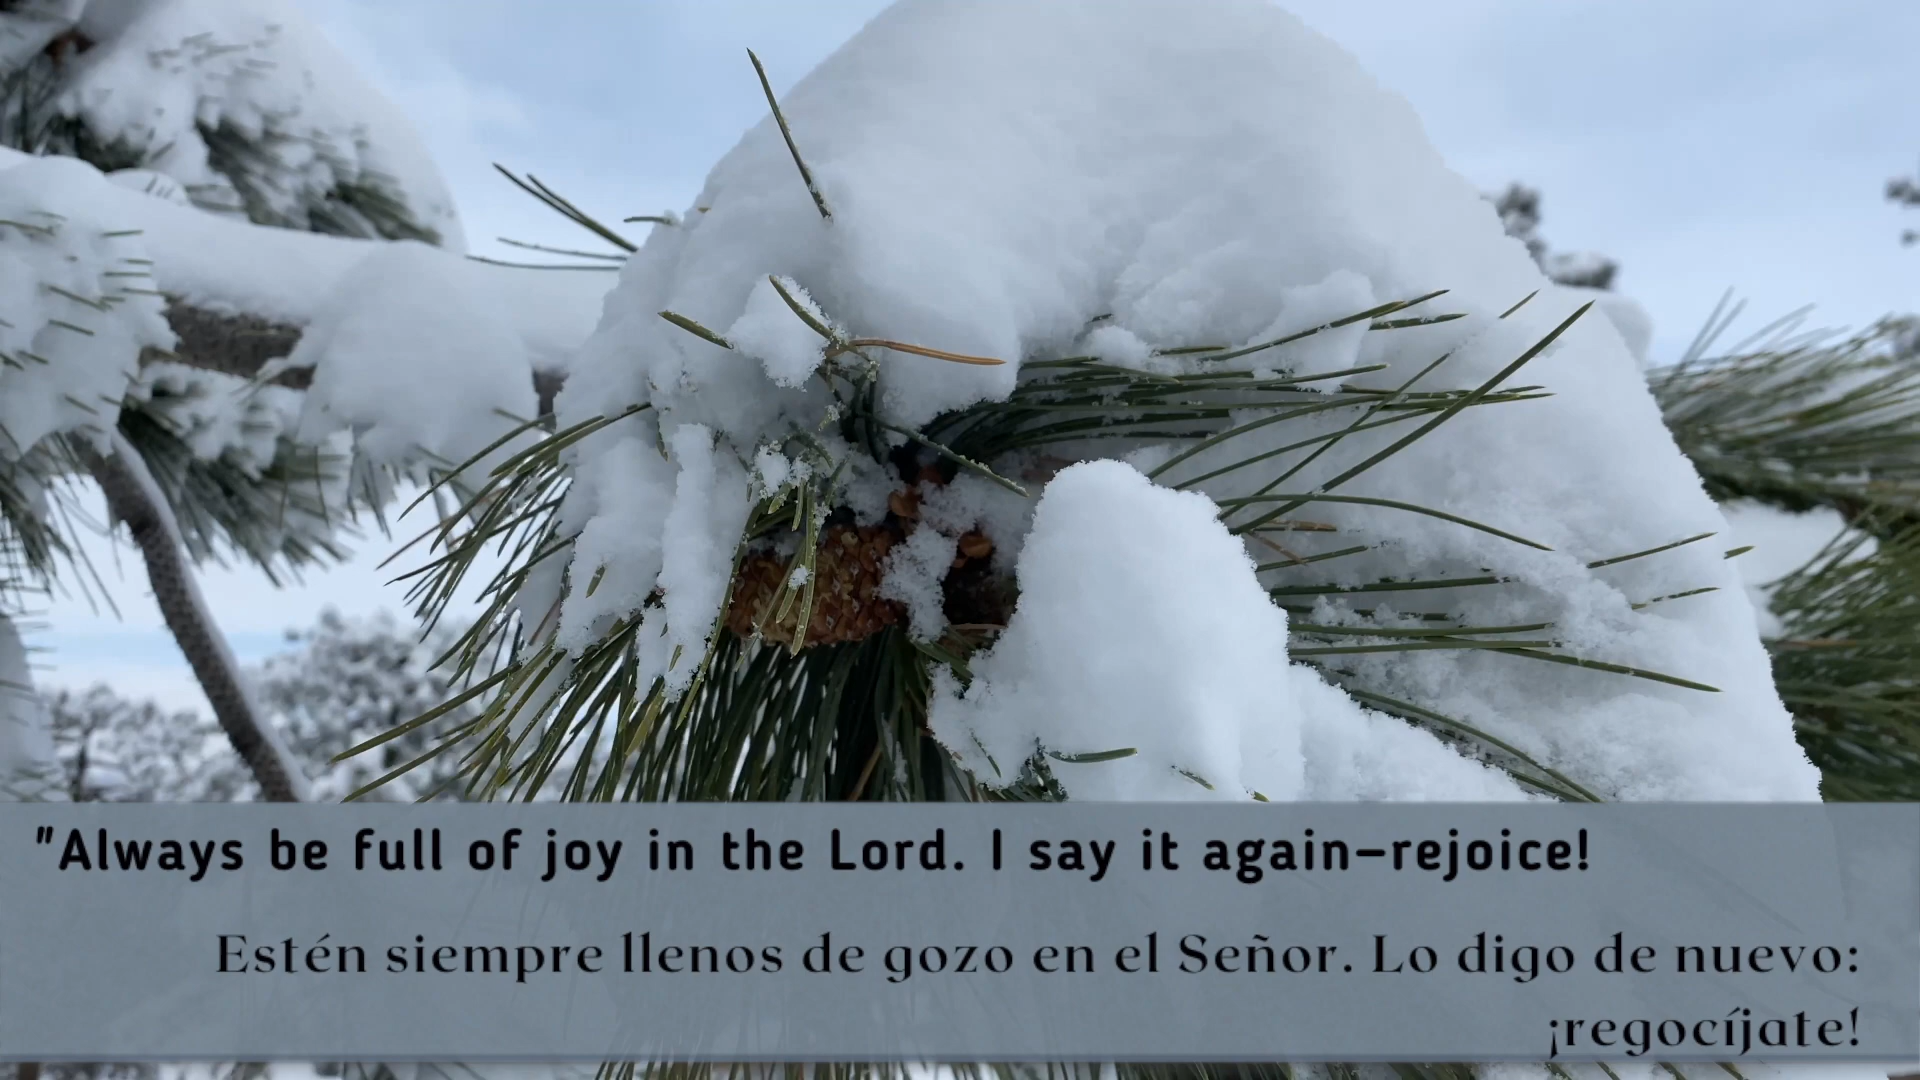 "Always be full of joy in the Lord. I say it again—rejoice!
Estén siempre llenos de gozo en el Señor. Lo digo de nuevo:
¡regocíjate!